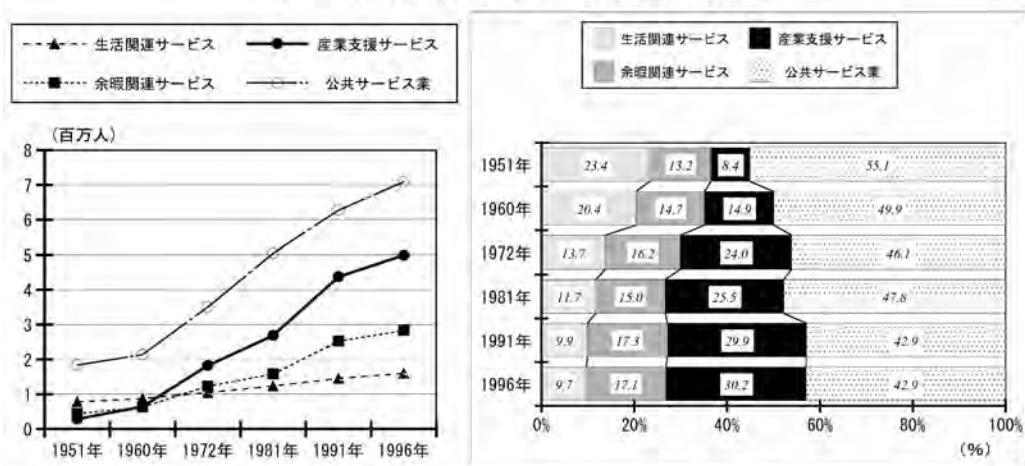 生活関連サービス 産業支援サービス
余暇関連サービス 公共サービス業
(百万人)
8
7
6
5
4
3
2
1
0
1951年 1960年 1972年 1981年 1991年 1996年
生活関連サービス 産業支援サービス
余暇関連サービス 公共サービス業
1951年 23.4 13.2 8.4 55.1
1960年 20.4 14.7 14.9 49.9
1972年 13.7 16.2 24.0 46.1
1981年 11.7 15.0 25.5 47.8
1991年 9.9 17.3 29.9 42.9
1996年 9.7 17.1 30.2 42.9
0% 20% 40% 60% 80% 100%
(%)